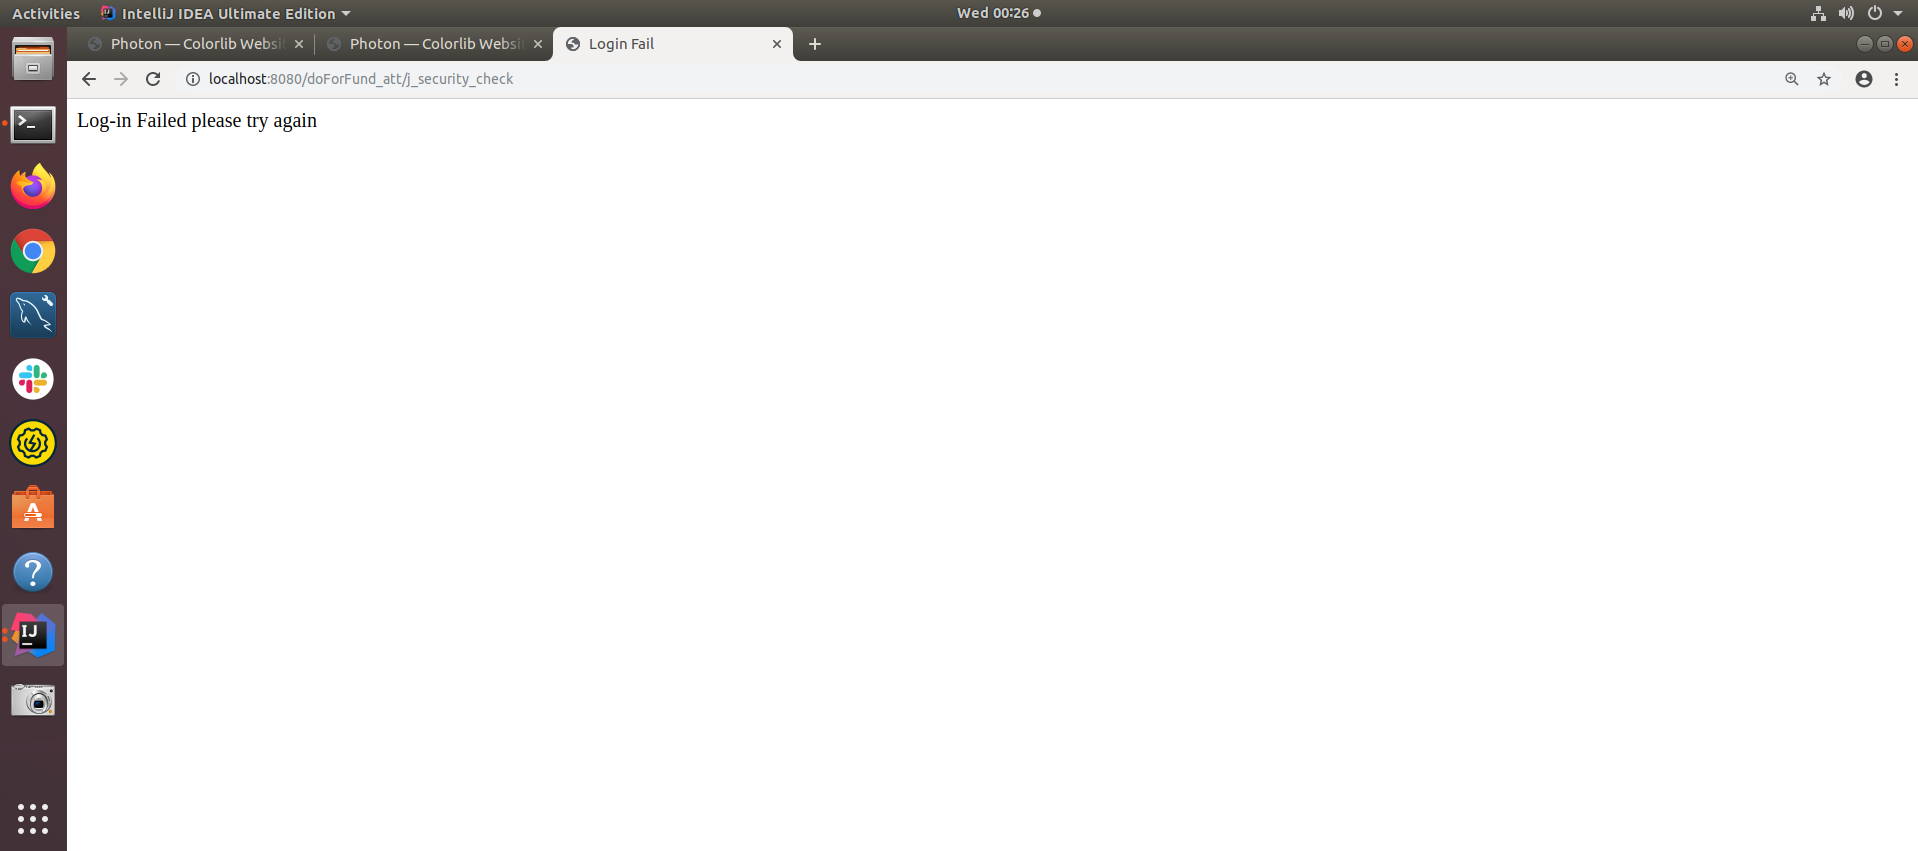 Activities
IntelliJ IDEA Ultimate Edition
Wed 00:26
Photon — Colorlib Websi
Photon — Colorlib Websi
Login Fail
localhost:8080/doForFund_att/j_security_check
Log-in Failed please try again
>_
A
?
IJ